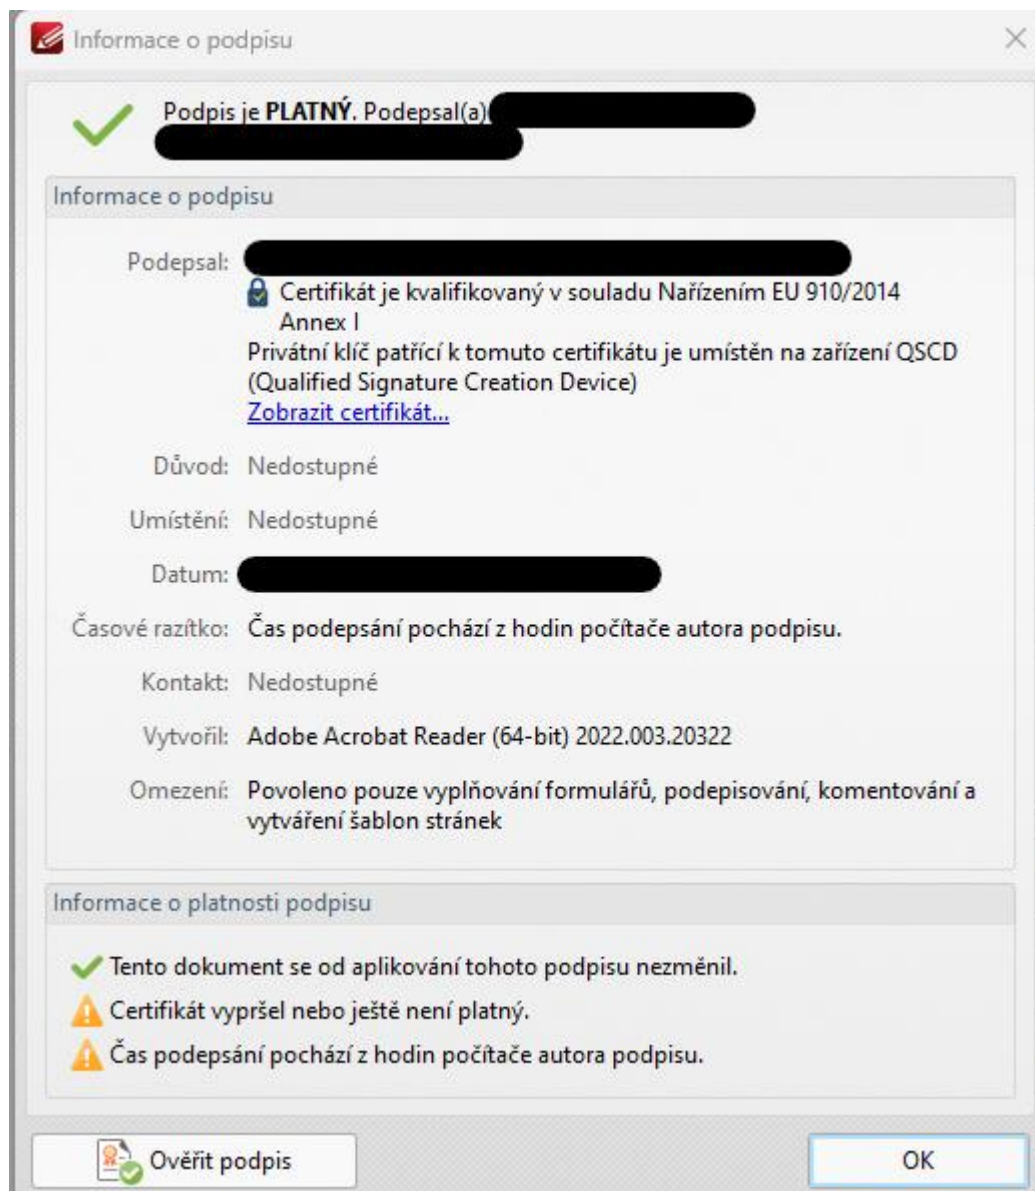 Informace o podpisu
Podpis je PLATNÝ. Podepsal(a)
Informace o podpisu
Podepsal:
Certifikát je kvalifikovaný v souladu Nařízením EU 910/2014
Annex I
Privátní klíč patřící k tomuto certifikátu je umístěn na zařízení QSCD
(Qualified Signature Creation Device)
Zobrazit certifikát...
Důvod: Nedostupné
Umístění: Nedostupné
Datum:
Časové razítko: Čas podepsání pochází z hodin počítače autora podpisu.
Kontakt: Nedostupné
Vytvořil: Adobe Acrobat Reader (64-bit) 2022.003.20322
Omezení: Povoleno pouze vyplňování formulářů, podepisování, komentování a
vytváření šablon stránek
Informace o platnosti podpisu
Tento dokument se od aplikování tohoto podpisu nezměnil.
Certifikát vypršel nebo ještě není platný.
Čas podepsání pochází z hodin počítače autora podpisu.
Ověřit podpis
OK